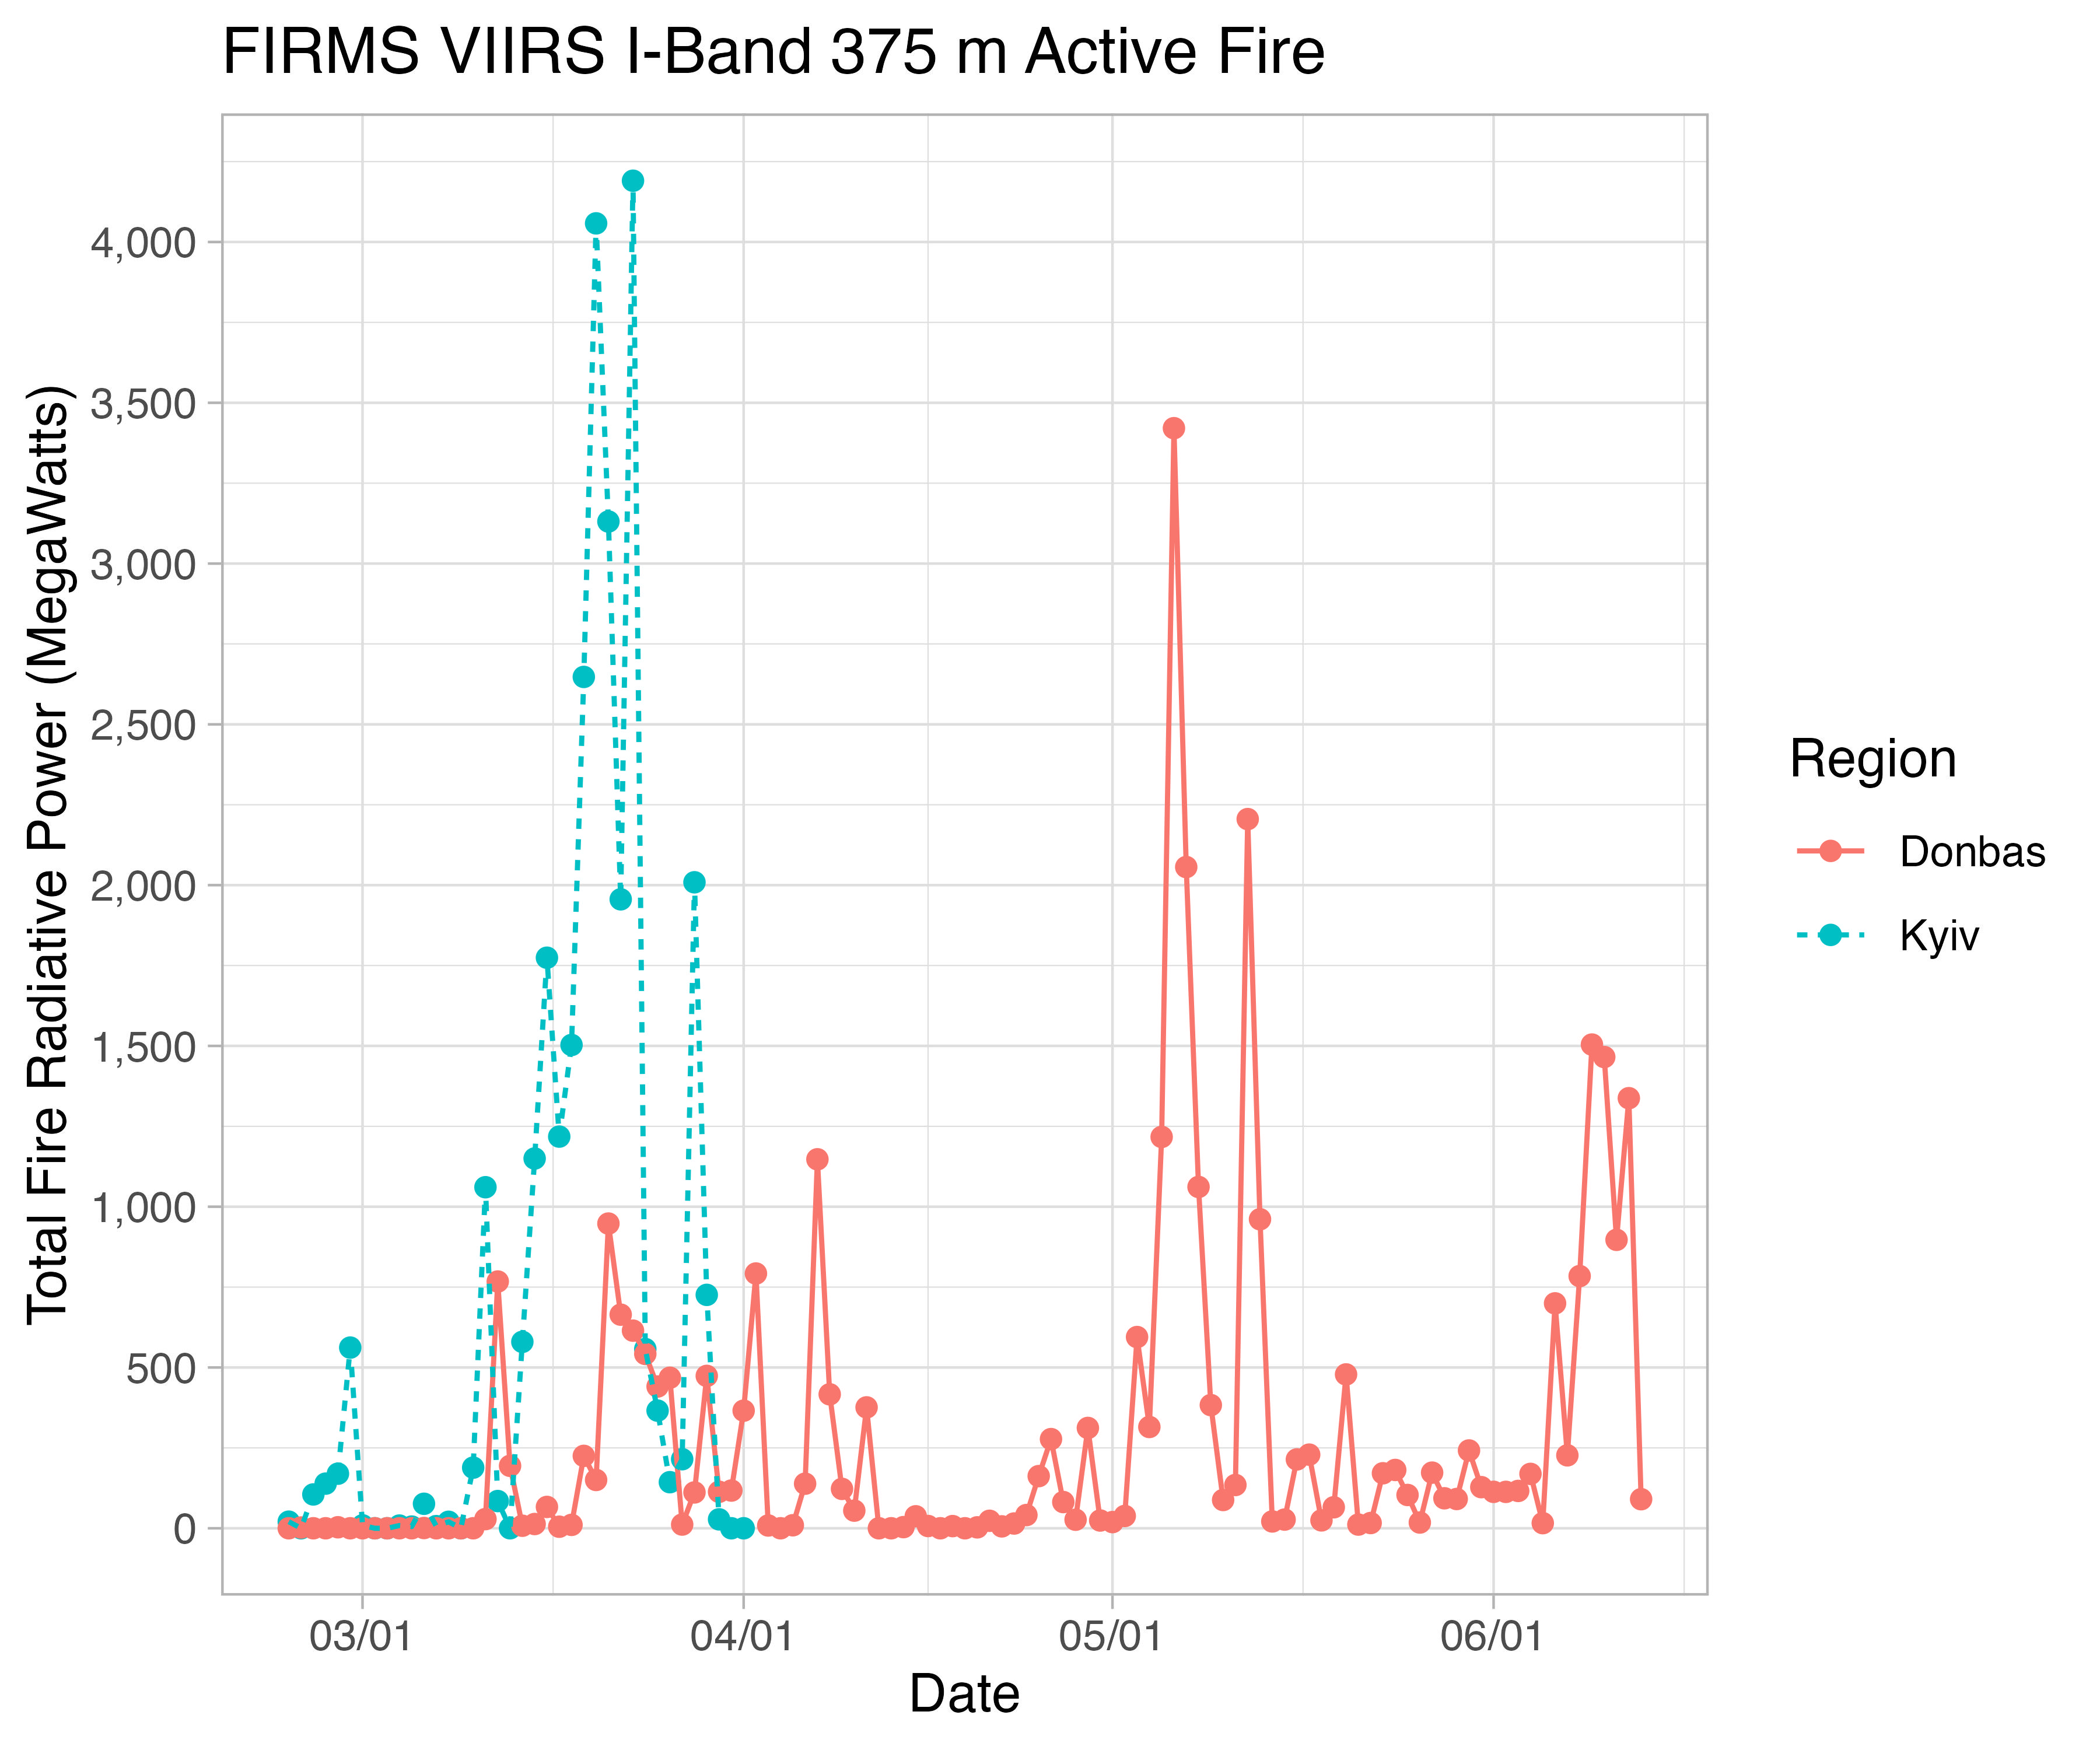 FIRMS VIIRS I-Band 375 m Active Fire
Total Fire Radiative Power (MegaWatts)
4,000
3,500
3,000
2,500
2,000
1,500
1,000
500
0
03/01
04/01
05/01
06/01
Date
Region
Donbas
Kyiv